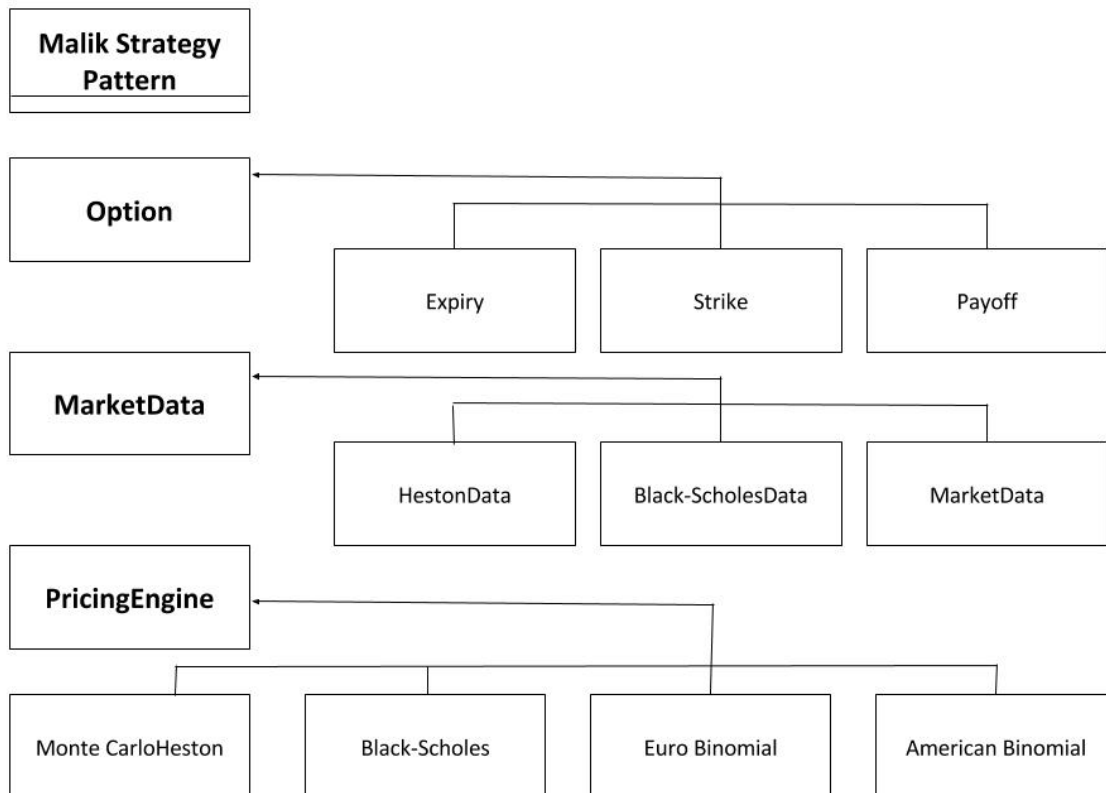 Malik Strategy
Pattern
Option
Expiry
Strike
Payoff
MarketData
HestonData
Black-ScholesData
MarketData
PricingEngine
Monte CarloHeston
Black-Scholes
Euro Binomial
American Binomial